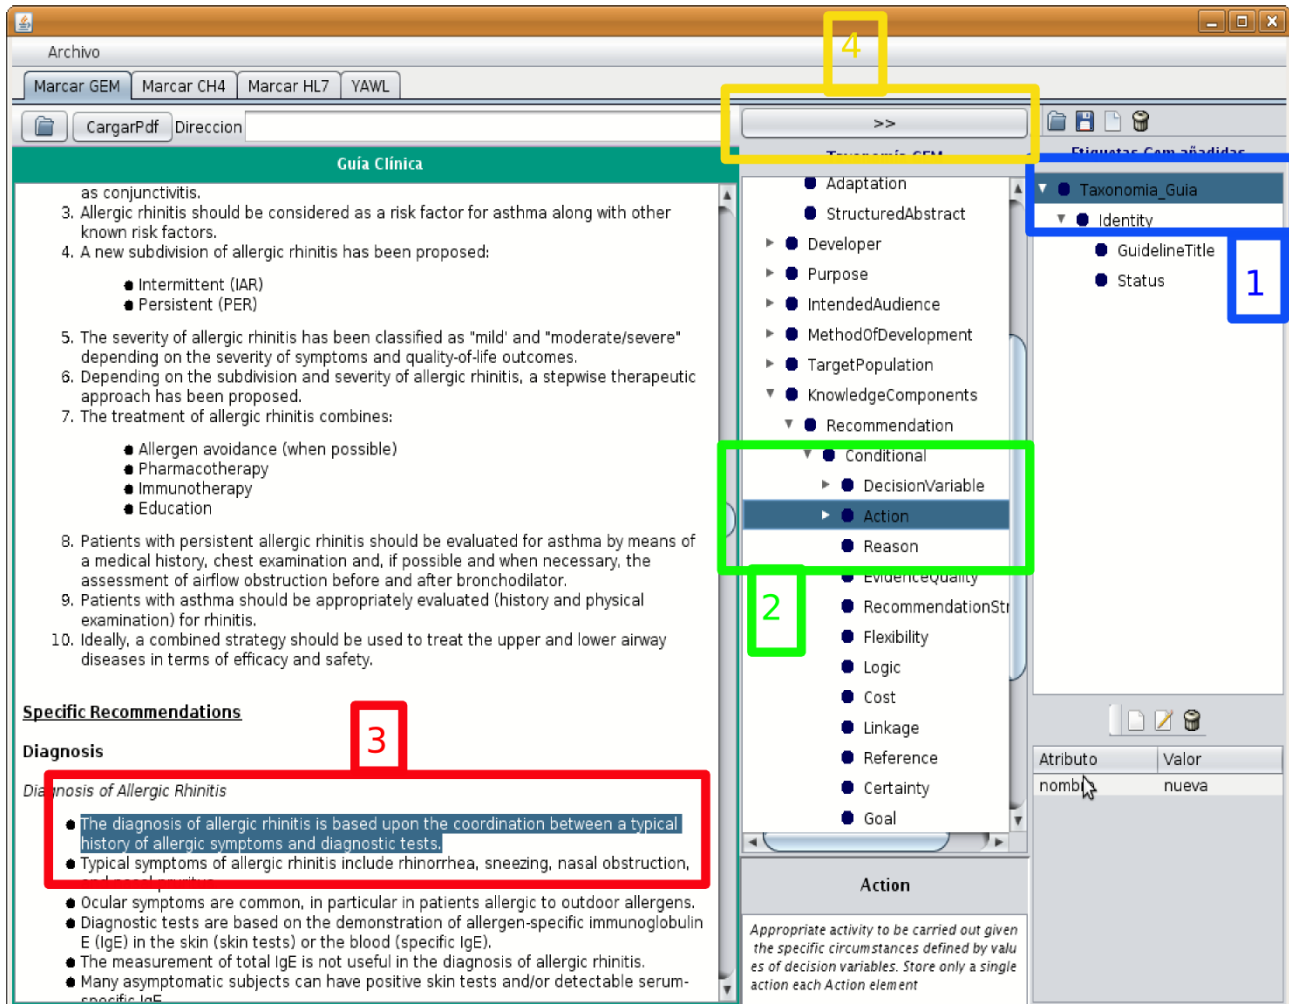 Archivo
Marcar GEM
Marcar CH4
Marcar HL7
YAWL
CargarPdf
Direccion
>>
4
Guía Clínica
as conjunctivitis.
3. Allergic rhinitis should be considered as a risk factor for asthma along with other
known risk factors.
4. A new subdivision of allergic rhinitis has been proposed:
● Intermittent (IAR)
● Persistent (PER)
5. The severity of allergic rhinitis has been classified as "mild' and "moderate/severe"
depending on the severity of symptoms and quality-of-life outcomes.
6. Depending on the subdivision and severity of allergic rhinitis, a stepwise therapeutic
approach has been proposed.
7. The treatment of allergic rhinitis combines:
● Allergen avoidance (when possible)
● Pharmacotherapy
● Immunotherapy
● Education
8. Patients with persistent allergic rhinitis should be evaluated for asthma by means of
a medical history, chest examination and, if possible and when necessary, the
assessment of airflow obstruction before and after bronchodilator.
9. Patients with asthma should be appropriately evaluated (history and physical
examination) for rhinitis.
10. Ideally, a combined strategy should be used to treat the upper and lower airway
diseases in terms of efficacy and safety.
Specific Recommendations
3
Diagnosis
Diagnosis of Allergic Rhinitis
● The diagnosis of allergic rhinitis is based upon the coordination between a typical
history of allergic symptoms and diagnostic tests.
● Typical symptoms of allergic rhinitis include rhinorrhea, sneezing, nasal obstruction,
and nasal pruritus.
● Ocular symptoms are common, in particular in patients allergic to outdoor allergens.
● Diagnostic tests are based on the demonstration of allergen-specific immunoglobulin
E (IgE) in the skin (skin tests) or the blood (specific IgE).
● The measurement of total IgE is not useful in the diagnosis of allergic rhinitis.
● Many asymptomatic subjects can have positive skin tests and/or detectable serum-
specific IgE.
Taxonomía GEM
Adaptation
StructuredAbstract
Developer
Purpose
IntendedAudience
MethodOfDevelopment
TargetPopulation
KnowledgeComponents
Recommendation
Conditional
DecisionVariable
Action
Reason
EvidenceQuality
2
RecommendationStr
Flexibility
Logic
Cost
Linkage
Reference
Certainty
Goal
Action
Appropriate activity to be carried out given
the specific circumstances defined by valu
es of decision variables. Store only a single
action each Action element
Etiquetas Gem añadidas
Taxonomia_Guia
Identity
GuidelineTitle
Status
1
Atributo Valor
nombre nueva